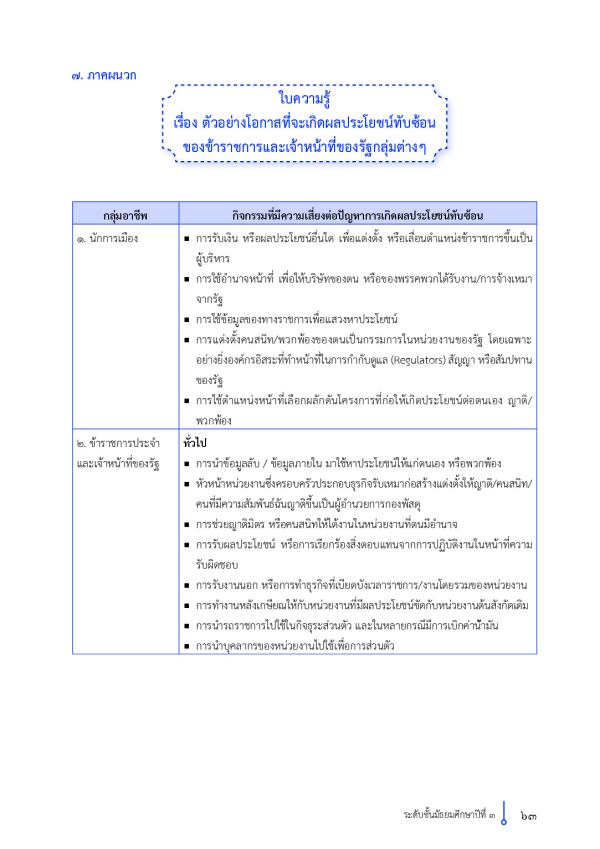 ๗. ภาคผนวก
ใบความรู้
เรื่อง ตัวอย่างโอกาสที่จะเกิดผลประโยชน์ทับซ้อน
ของข้าราชการและเจ้าหน้าที่ของรัฐกลุ่มต่างๆ
กลุ่มอาชีพ
กิจกรรมที่มีความเสี่ยงต่อปัญหาการเกิดผลประโยชน์ทับซ้อน
๑. นักการเมือง
▪ การรับเงิน หรือผลประโยชน์อื่นใด เพื่อแต่งตั้ง หรือเลื่อนตำแหน่งข้าราชการขึ้นเป็น
ผู้บริหาร
▪ การใช้อำนาจหน้าที่ เพื่อให้บริษัทของตน หรือของพรรคพวกได้รับงาน/การจ้างเหมา
จากรัฐ
▪ การใช้ข้อมูลของทางราชการเพื่อแสวงหาประโยชน์
▪ การแต่งตั้งคนสนิท/พวกพ้องของตนเป็นกรรมการในหน่วยงานของรัฐ โดยเฉพาะ
อย่างยิ่งองค์กรอิสระที่ทำหน้าที่ในการกำกับดูแล (Regulators) สัญญา หรือสัมปทาน
ของรัฐ
▪ การใช้ตำแหน่งหน้าที่เลือกผลักดันโครงการที่ก่อให้เกิดประโยชน์ต่อตนเอง ญาติ/
พวกพ้อง
๒. ข้าราชการประจำ
และเจ้าหน้าที่ของรัฐ
ทั่วไป
▪ การนำข้อมูลลับ / ข้อมูลภายใน มาใช้หาประโยชน์ให้แก่ตนเอง หรือพวกพ้อง
▪ หัวหน้าหน่วยงานซึ่งครอบครัวประกอบธุรกิจรับเหมาก่อสร้างแต่งตั้งให้ญาติ/คนสนิท/
คนที่มีความสัมพันธ์ฉันญาติขึ้นเป็นผู้อำนวยการกองพัสดุ
▪ การช่วยญาติมิตร หรือคนสนิทให้ได้งานในหน่วยงานที่ตนมีอำนาจ
▪ การรับผลประโยชน์ หรือการเรียกร้องสิ่งตอบแทนจากการปฏิบัติงานในหน้าที่ความ
รับผิดชอบ
▪ การรับงานนอก หรือการทำธุรกิจที่เบียดบังเวลาราชการ/งานโดยรวมของหน่วยงาน
▪ การทำงานหลังเกษียณให้กับหน่วยงานที่มีผลประโยชน์ขัดกับหน่วยงานต้นสังกัดเดิม
▪ การนำรถราชการไปใช้ในกิจธุระส่วนตัว และในหลายกรณีมีการเบิกค่าน้ำมัน
▪ การนำบุคลากรของหน่วยงานไปใช้เพื่อการส่วนตัว
ระดับชั้นมัธยมศึกษาปีที่ ๓
๖๓